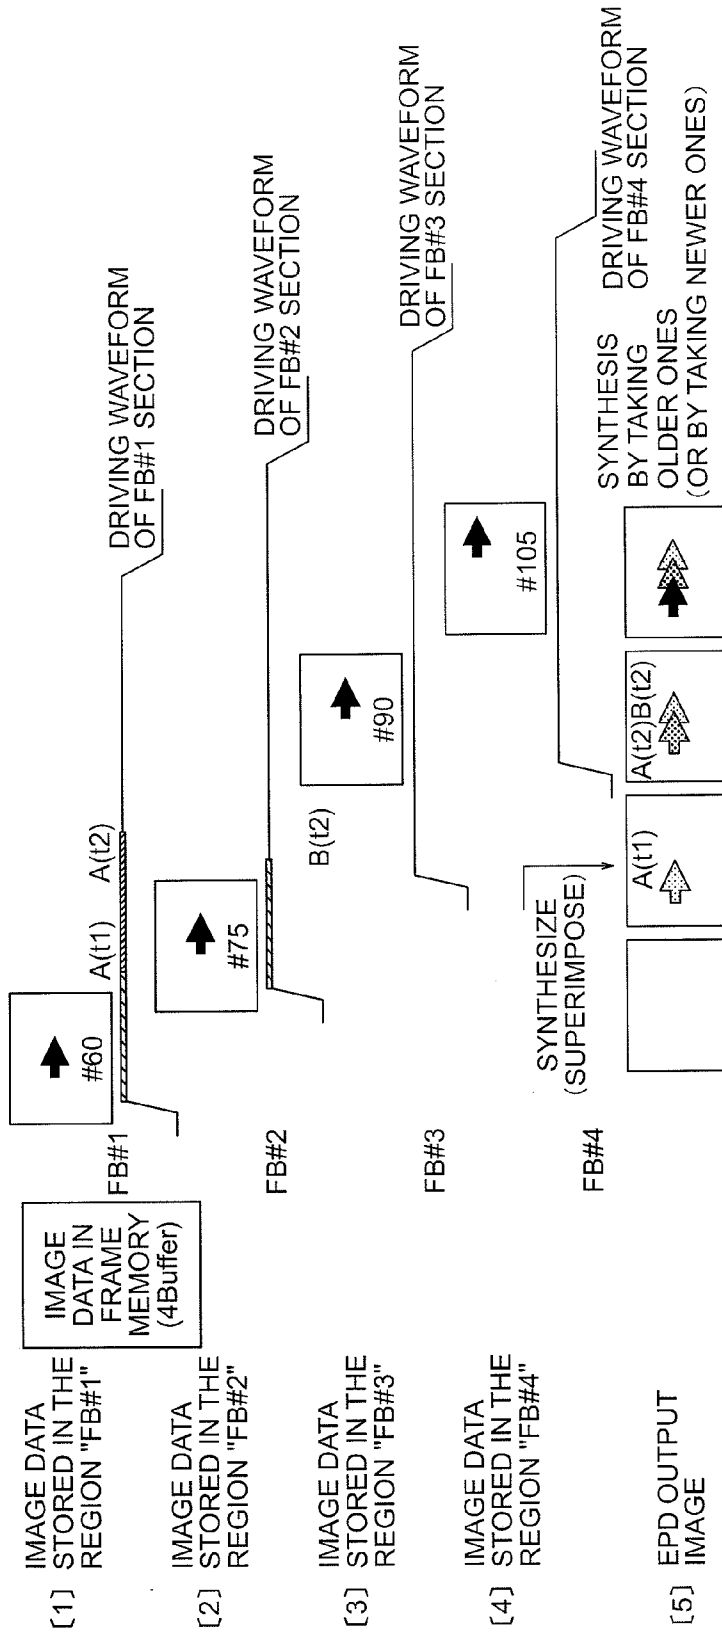 [1]
IMAGE DATA
STORED IN THE
REGION "FB#1"
IMAGE
DATA IN
FRAME
MEMORY
(4Buffer)
FB#1
#60
A(t1)
A(t2)
DRIVING WAVEFORM
OF FB#1 SECTION
[2]
IMAGE DATA
STORED IN THE
REGION "FB#2"
FB#2
#75
DRIVING WAVEFORM
OF FB#2 SECTION
[3]
IMAGE DATA
STORED IN THE
REGION "FB#3"
FB#3
B(t2)
#90
DRIVING WAVEFORM
OF FB#3 SECTION
[4]
IMAGE DATA
STORED IN THE
REGION "FB#4"
FB#4
#105
DRIVING WAVEFORM
OF FB#4 SECTION
SYNTHESIZE
(SUPERIMPOSE)
SYNTHESIS
BY TAKING
OLDER ONES
(OR BY TAKING NEWER ONES)
[5]
EPD OUTPUT
IMAGE
A(t1)
A(t2)B(t2)